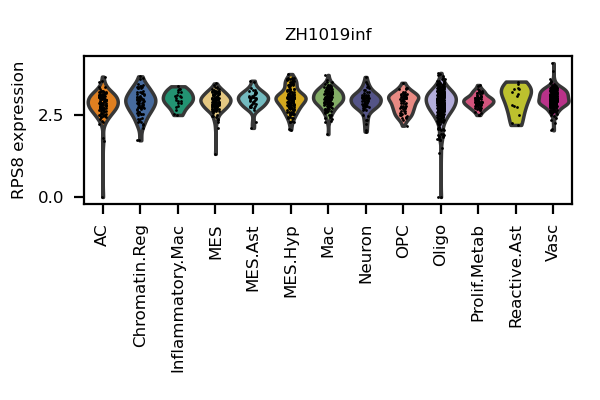 ZH1019inf
RPS8 expression
2.5
0.0
AC
Chromatin.Reg
Inflammatory.Mac
MES
MES.Ast
MES.Hyp
Mac
Neuron
OPC
Oligo
Prolif.Metab
Reactive.Ast
Vasc